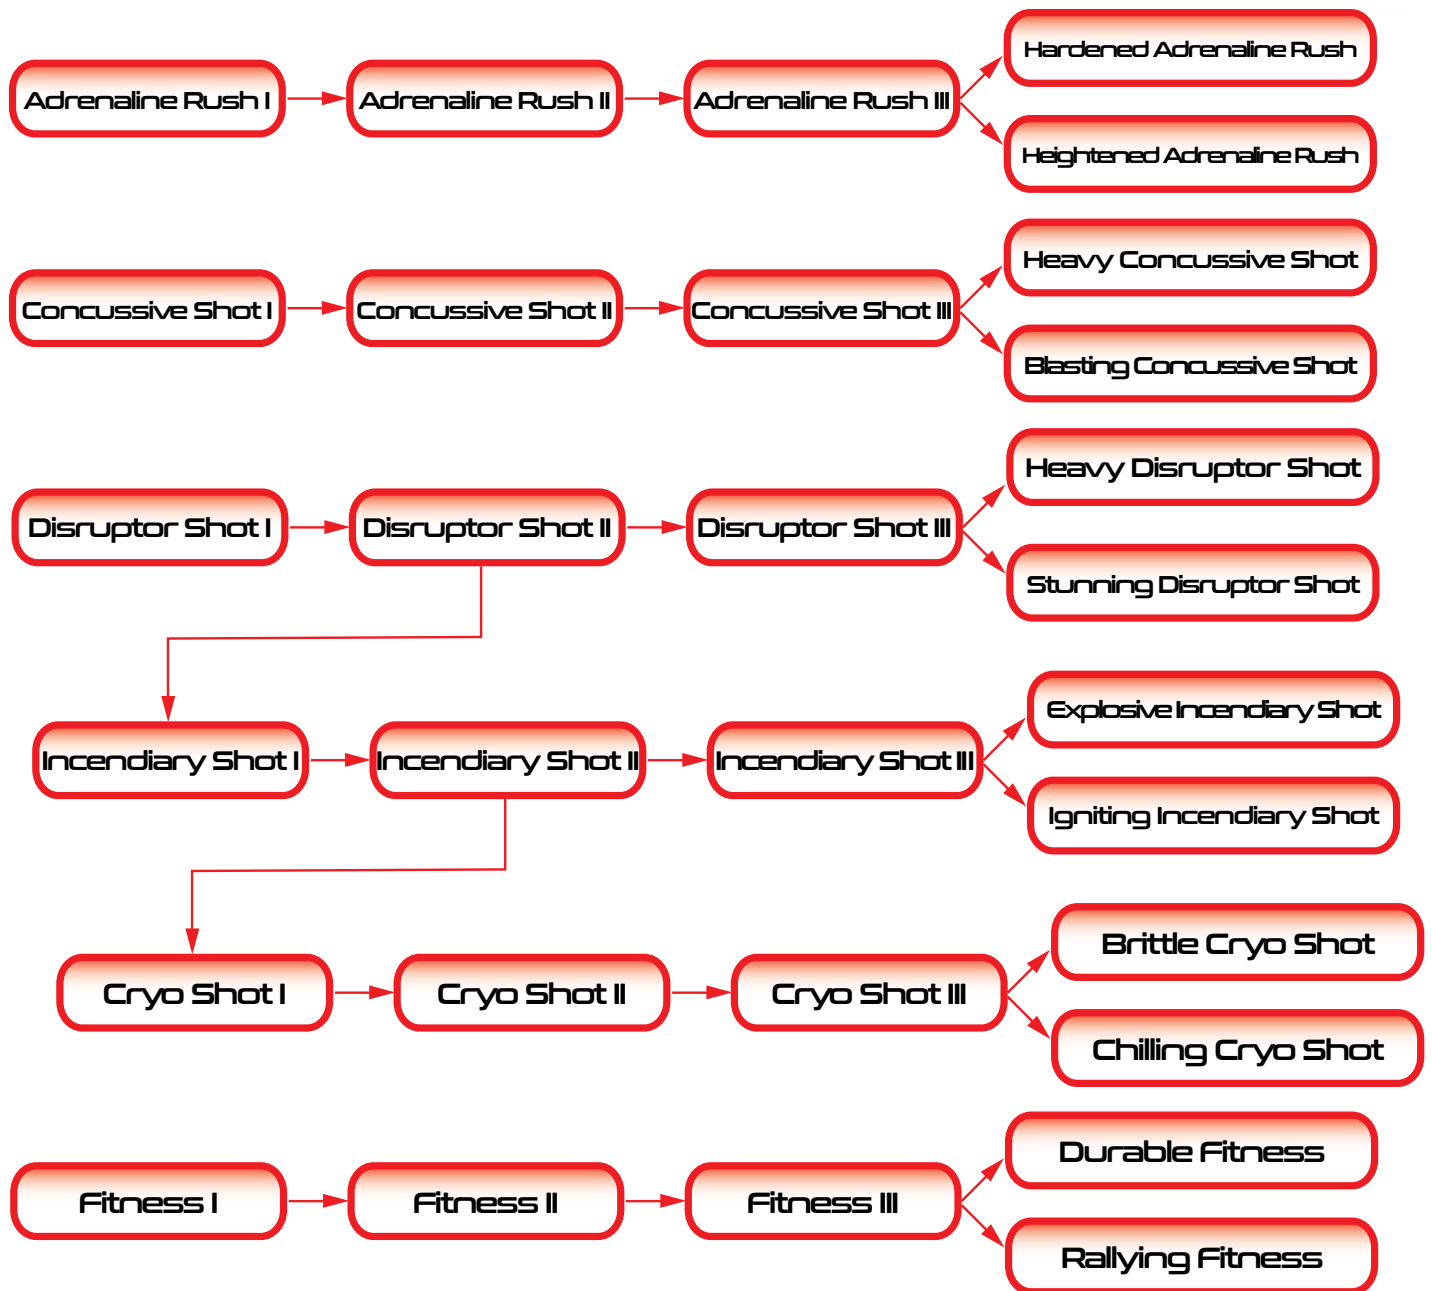 Adrenaline Rush I
Adrenaline Rush II
Adrenaline Rush III
Hardened Adrenaline Rush
Heightened Adrenaline Rush
Concussive Shot I
Concussive Shot II
Concussive Shot III
Heavy Concussive Shot
Blasting Concussive Shot
Disruptor Shot I
Disruptor Shot II
Disruptor Shot III
Heavy Disruptor Shot
Stunning Disruptor Shot
Incendiary Shot I
Incendiary Shot II
Incendiary Shot III
Explosive Incendiary Shot
Igniting Incendiary Shot
Cryo Shot I
Cryo Shot II
Cryo Shot III
Brittle Cryo Shot
Chilling Cryo Shot
Fitness I
Fitness II
Fitness III
Durable Fitness
Rallying Fitness